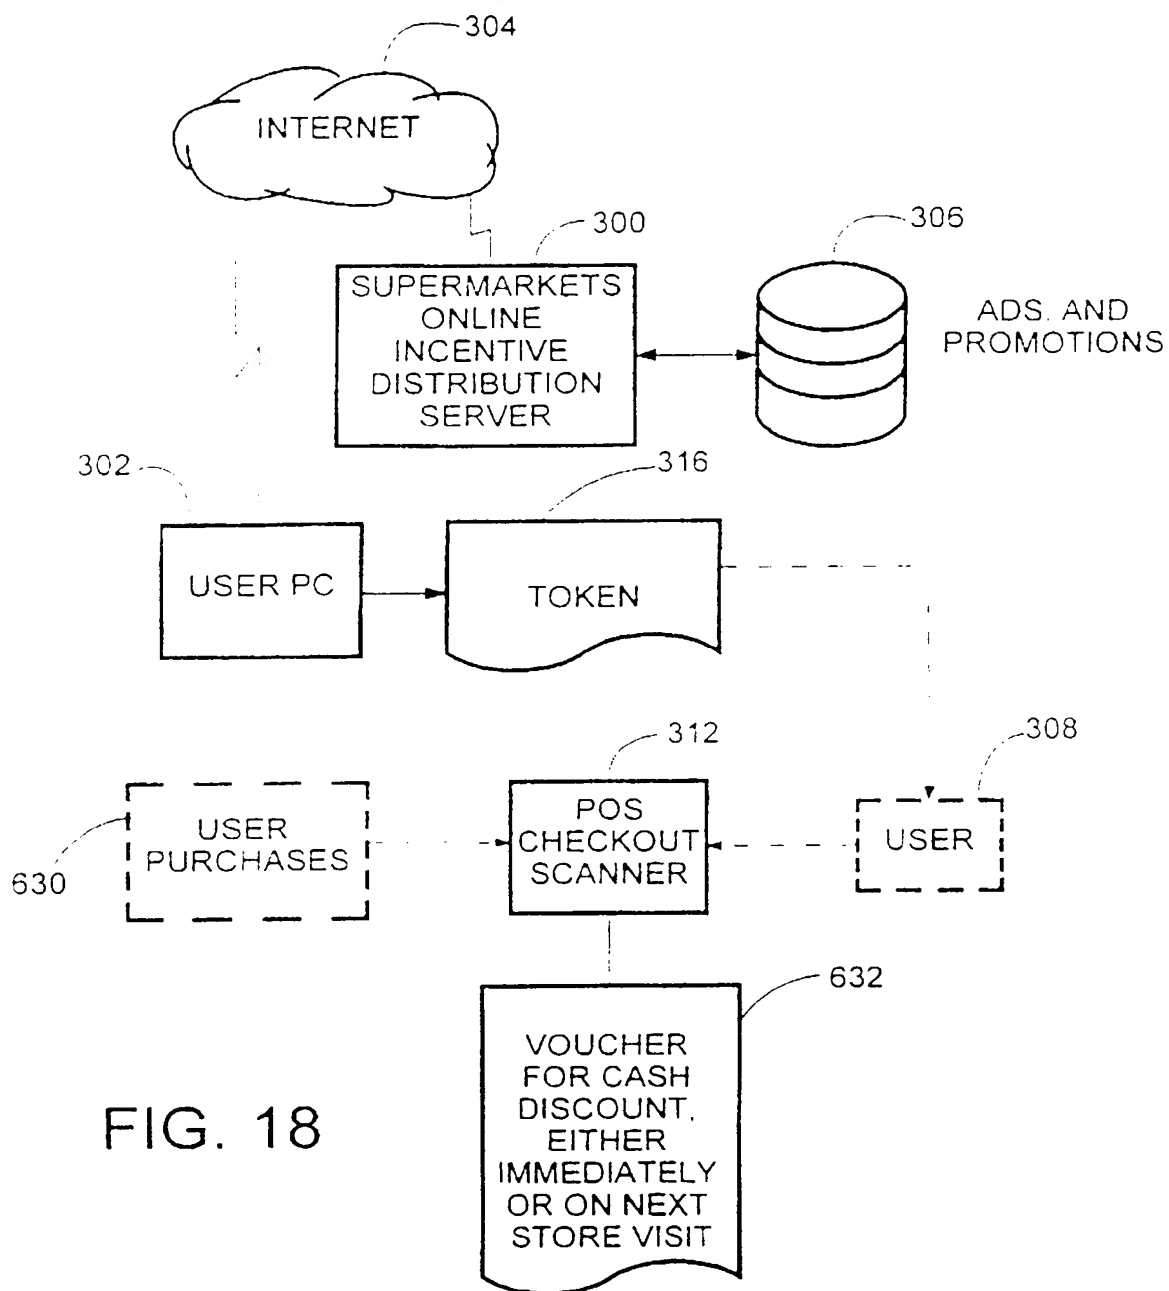 304
INTERNET
300
306
SUPERMARKETS
ONLINE
INCENTIVE
DISTRIBUTION
SERVER
ADS. AND
PROMOTIONS
302
316
USER PC
TOKEN
312
308
USER
PURCHASES
630
POS
CHECKOUT
SCANNER
USER
632
VOUCHER
FOR CASH
DISCOUNT,
EITHER
IMMEDIATELY
OR ON NEXT
STORE VISIT
FIG. 18